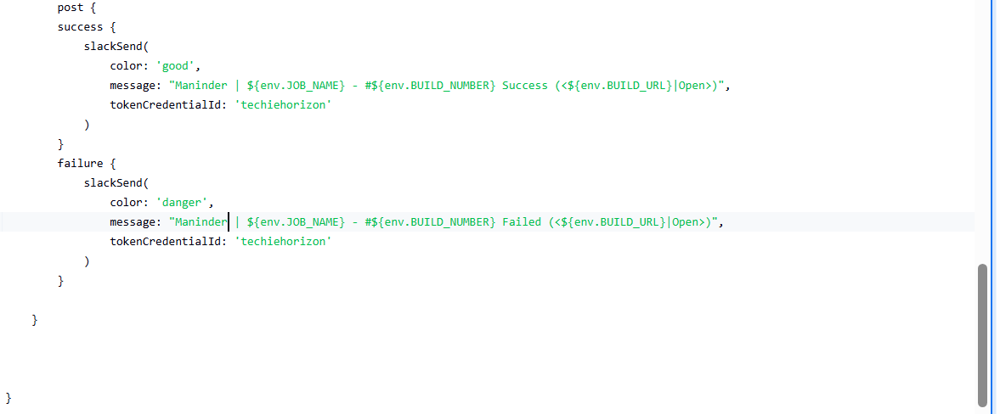 post {
success {
slackSend(
color: 'good',
message: "Maninder | ${env.JOB_NAME} - #${env.BUILD_NUMBER} Success (<${env.BUILD_URL}|Open>)",
tokenCredentialId: 'techiehorizon'
)
}
failure {
slackSend(
color: 'danger',
message: "Maninder | ${env.JOB_NAME} - #${env.BUILD_NUMBER} Failed (<${env.BUILD_URL}|Open>)",
tokenCredentialId: 'techiehorizon'
)
}
}
}